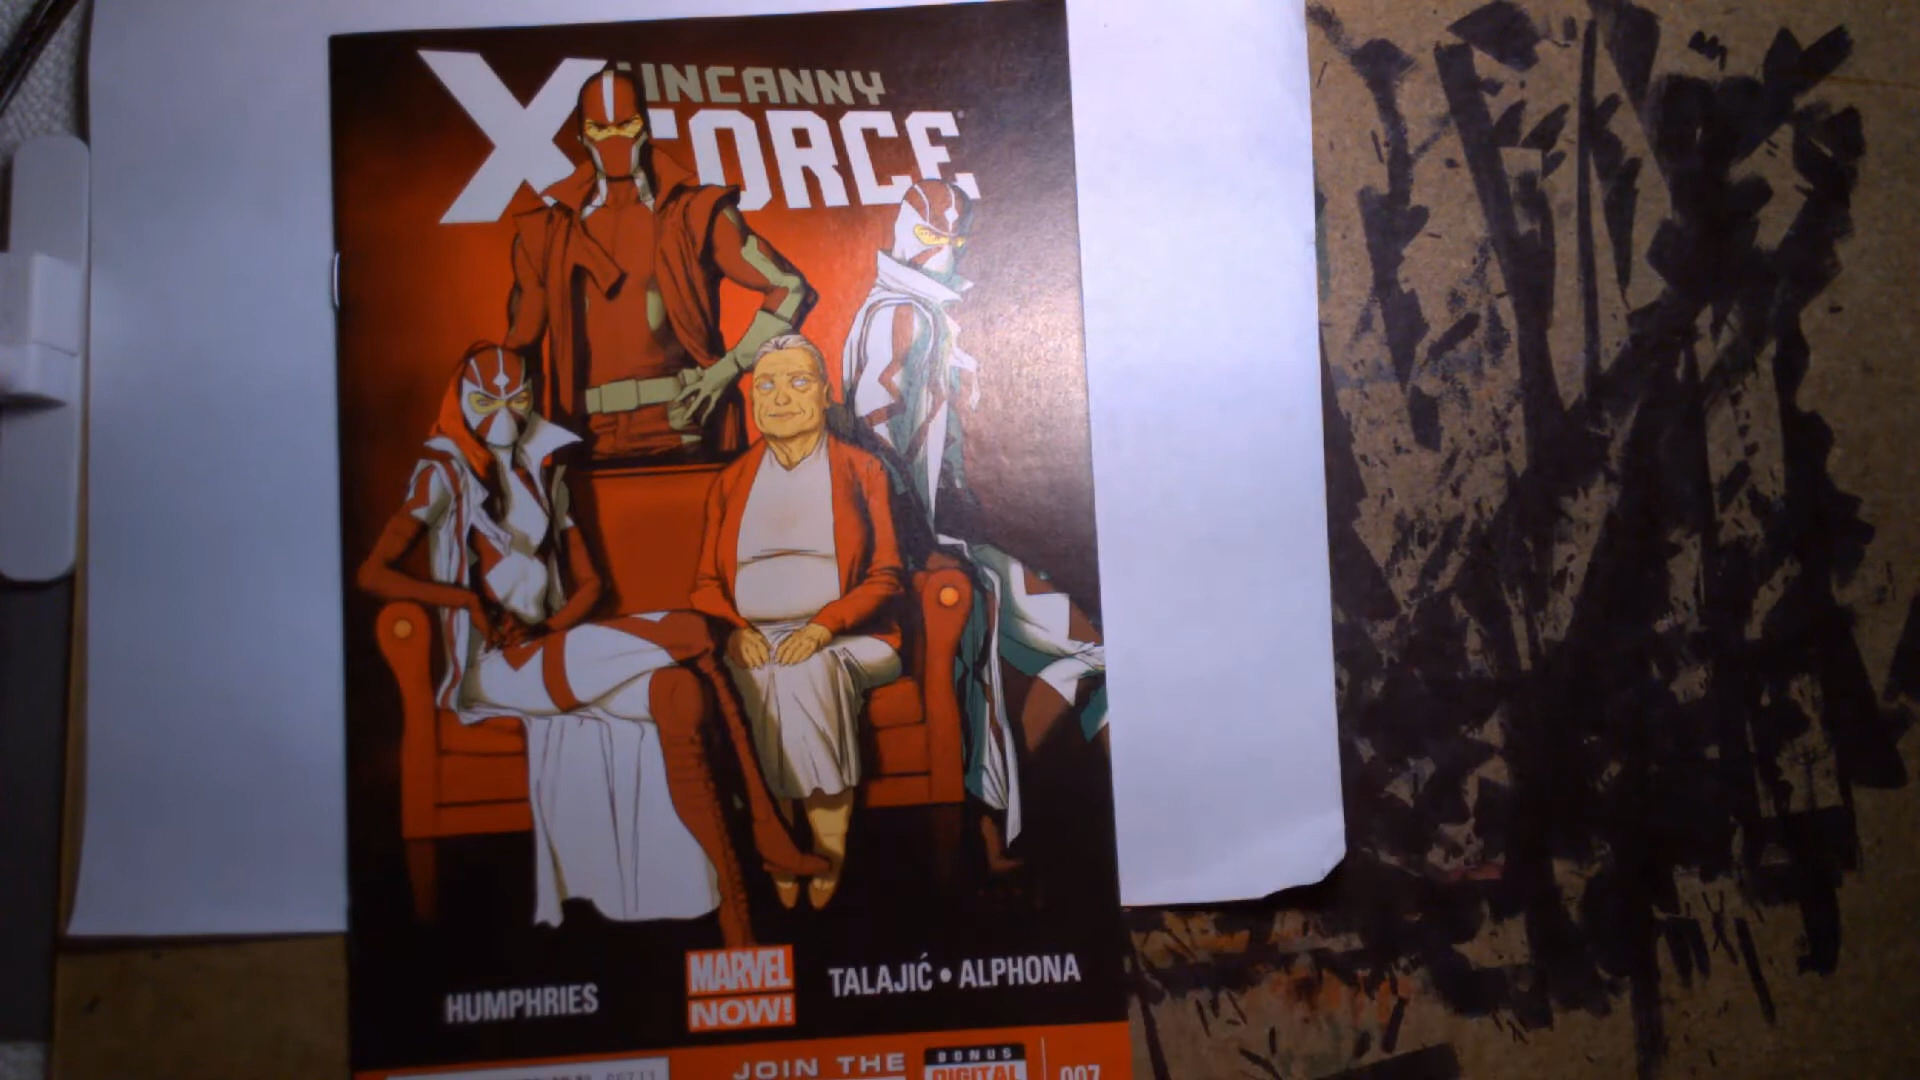 UNCANNY
X FORCE
HUMPHRIES
MARVEL
NOW!
TALAJIĆ • ALPHONA
JOIN THE
BONUS
DIGITAL
007